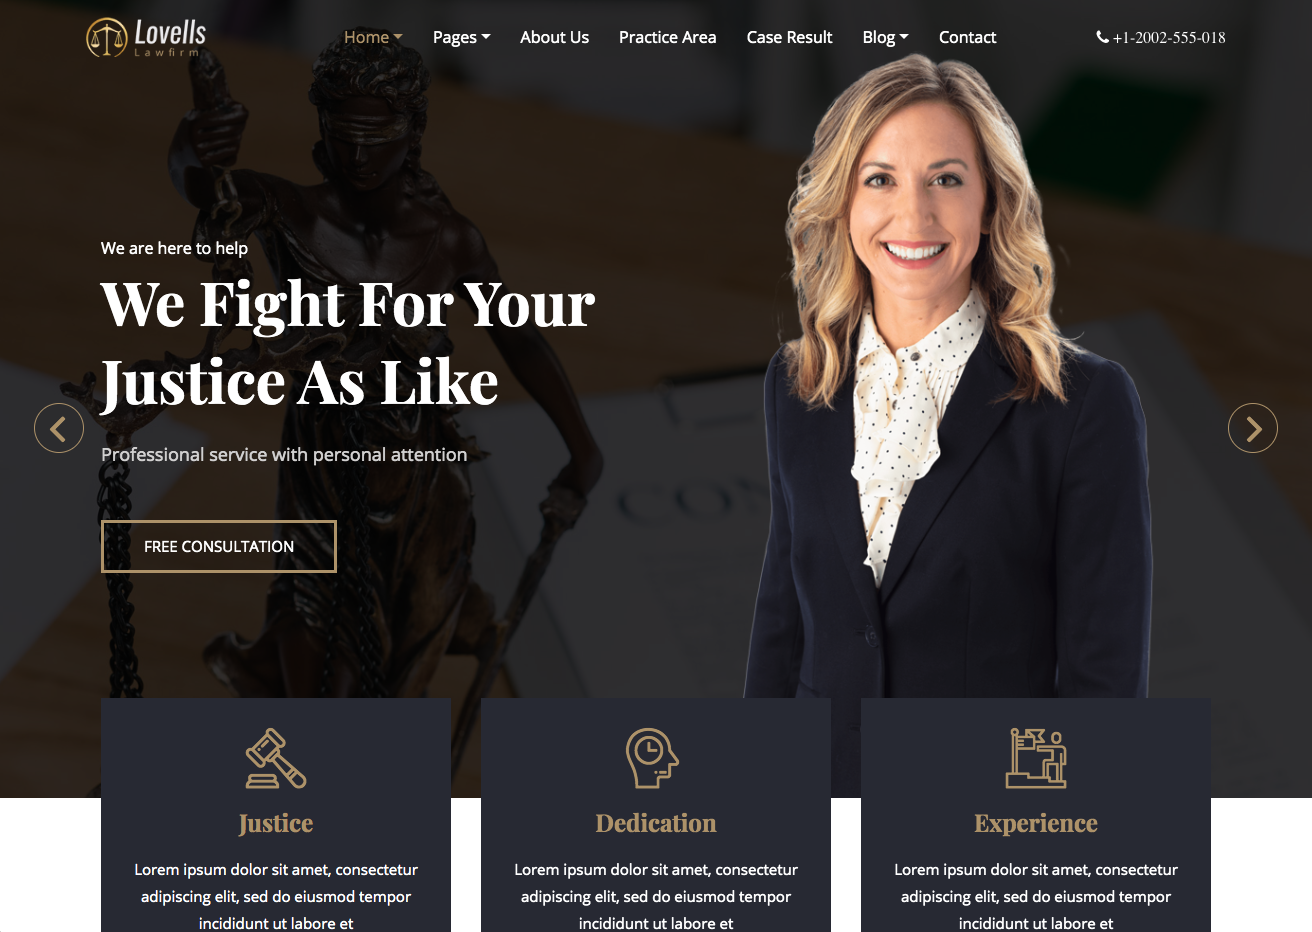 Lovells
Lawfirm
Home
Pages
About Us
Practice Area
Case Result
Blog
Contact
+1-2002-555-018
We are here to help
We Fight For Your
Justice As Like
Professional service with personal attention
FREE CONSULTATION
CON
Justice
Lorem ipsum dolor sit amet, consectetur
adipiscing elit, sed do eiusmod tempor
incididunt ut labore et
Dedication
Lorem ipsum dolor sit amet, consectetur
adipiscing elit, sed do eiusmod tempor
incididunt ut labore et
Experience
Lorem ipsum dolor sit amet, consectetur
adipiscing elit, sed do eiusmod tempor
incididunt ut labore et